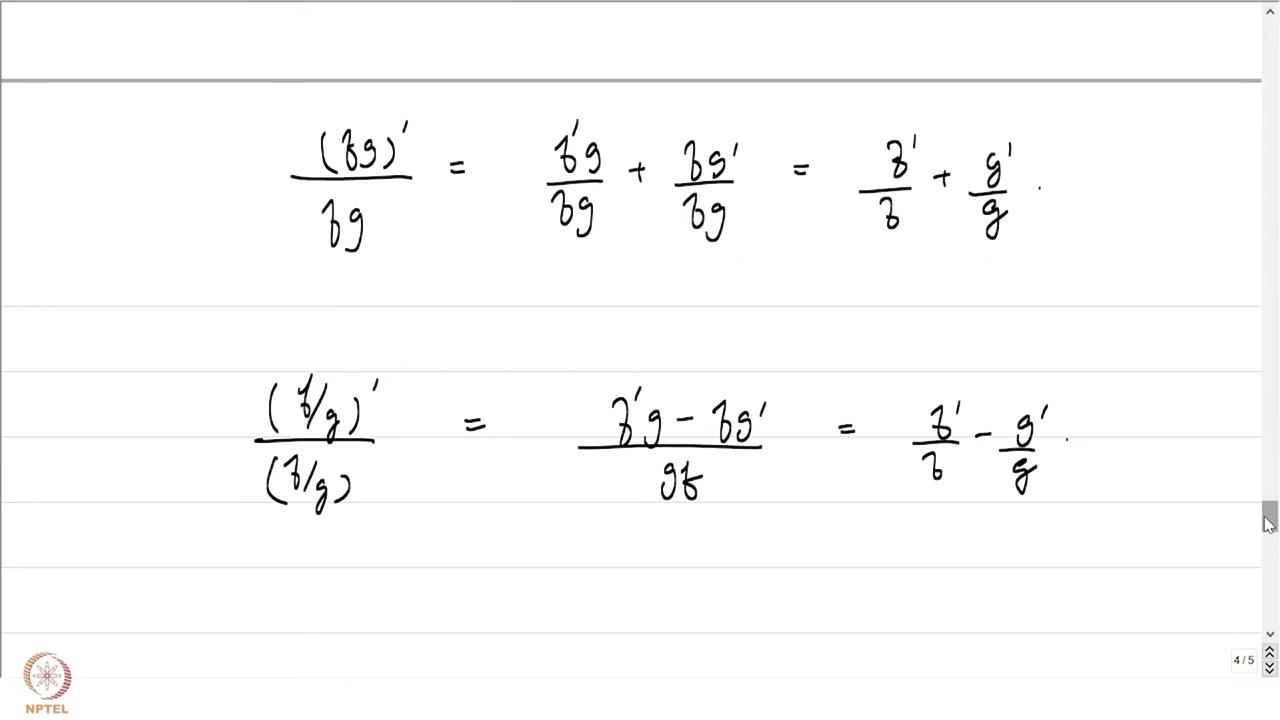 (fg)'/fg = f'g/fg + fg'/fg = f'/f + g'/g .
(f/g)'/(f/g) = f'g - fg'/gf = f'/f - g'/g .
4 / 5
NPTEL